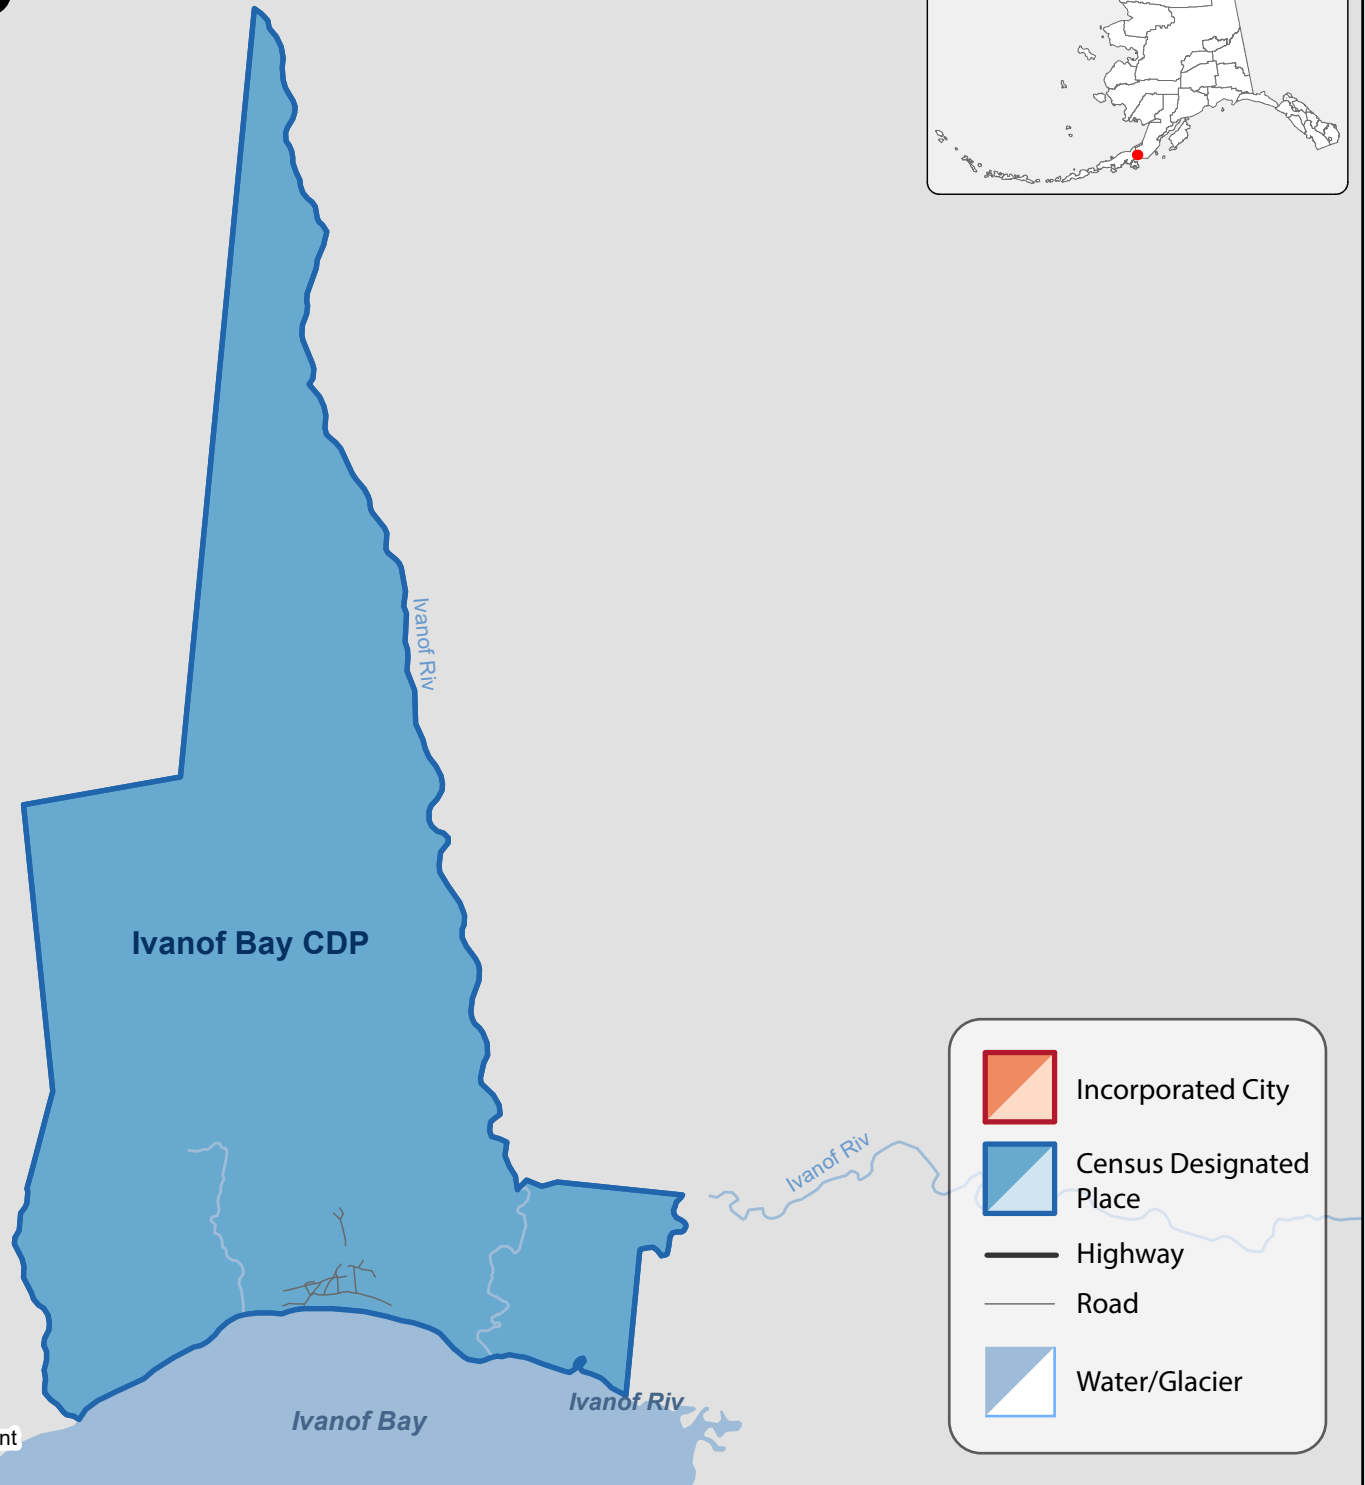 Ivanof Riv
Ivanof Bay CDP
Ivanof Riv
Ivanof Riv
Ivanof Bay
nt
Incorporated City
Census Designated
Place
Highway
Road
Water/Glacier